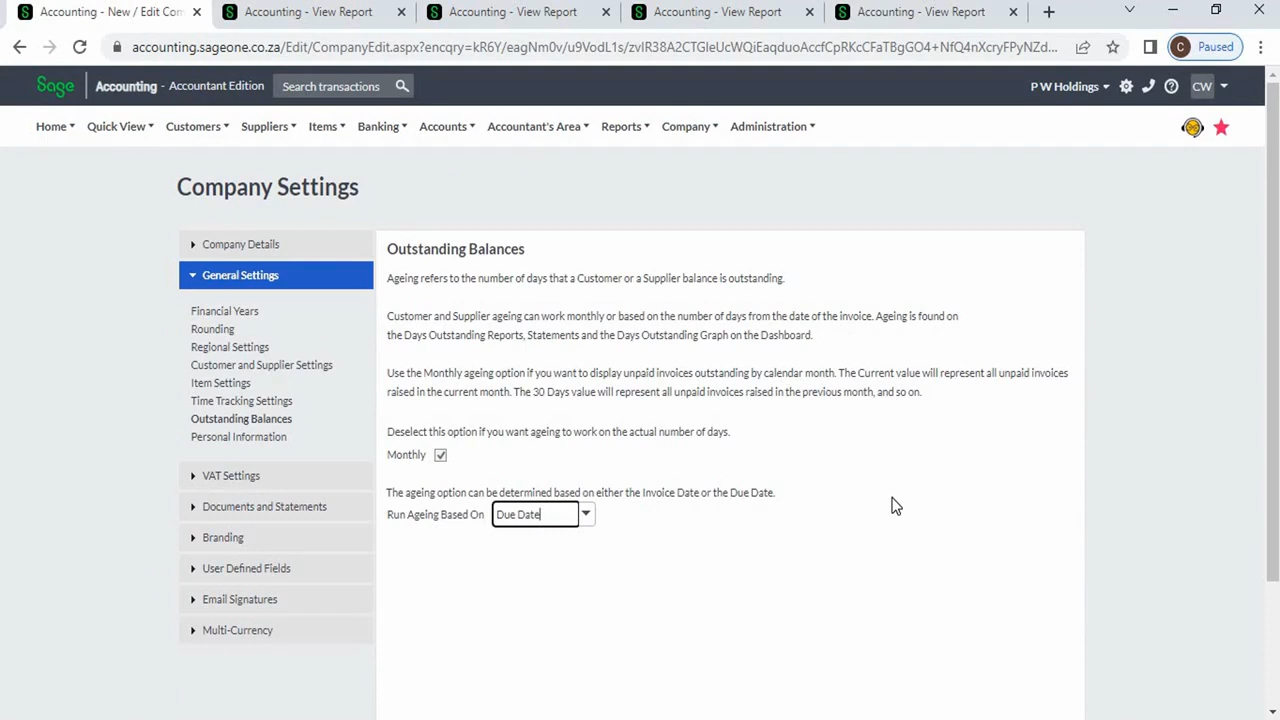 Accounting - New / Edit Com
Accounting - View Report
Accounting - View Report
Accounting - View Report
Accounting - View Report
accounting.sageone.co.za/Edit/CompanyEdit.aspx?encqry=kR6Y/eagNm0v/u9VodL1s/zvIR38A2CTGleUcWQiEaqduoAccfCpRKcCFaTBgGO4+NfQ4nXcryFPyNZd...
C Paused
Sage Accounting - Accountant Edition
Search transactions
P W Holdings
CW
Home
Quick View
Customers
Suppliers
Items
Banking
Accounts
Accountant's Area
Reports
Company
Administration
Company Settings
Company Details
General Settings
Financial Years
Rounding
Regional Settings
Customer and Supplier Settings
Item Settings
Time Tracking Settings
Outstanding Balances
Personal Information
VAT Settings
Documents and Statements
Branding
User Defined Fields
Email Signatures
Multi-Currency
Outstanding Balances
Ageing refers to the number of days that a Customer or a Supplier balance is outstanding.
Customer and Supplier ageing can work monthly or based on the number of days from the date of the invoice. Ageing is found on
the Days Outstanding Reports, Statements and the Days Outstanding Graph on the Dashboard.
Use the Monthly ageing option if you want to display unpaid invoices outstanding by calendar month. The Current value will represent all unpaid invoices
raised in the current month. The 30 Days value will represent all unpaid invoices raised in the previous month, and so on.
Deselect this option if you want ageing to work on the actual number of days.
Monthly
The ageing option can be determined based on either the Invoice Date or the Due Date.
Run Ageing Based On Due Date